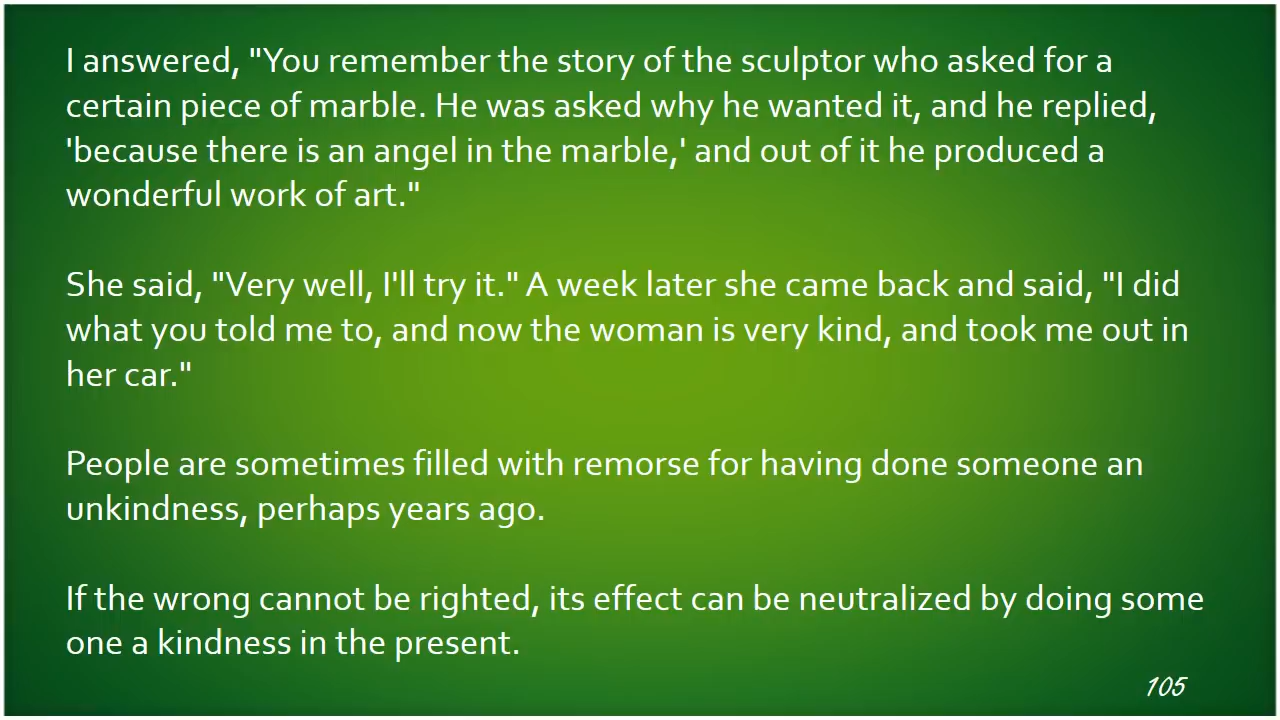 I answered, "You remember the story of the sculptor who asked for a
certain piece of marble. He was asked why he wanted it, and he replied,
'because there is an angel in the marble,' and out of it he produced a
wonderful work of art."
She said, "Very well, I'll try it." A week later she came back and said, "I did
what you told me to, and now the woman is very kind, and took me out in
her car."
People are sometimes filled with remorse for having done someone an
unkindness, perhaps years ago.
If the wrong cannot be righted, its effect can be neutralized by doing some
one a kindness in the present.
105